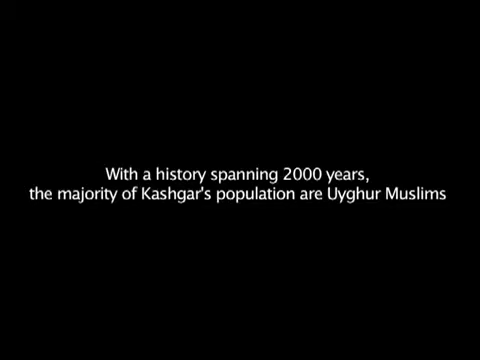 With a history spanning 2000 years,
the majority of Kashgar's population are Uyghur Muslims